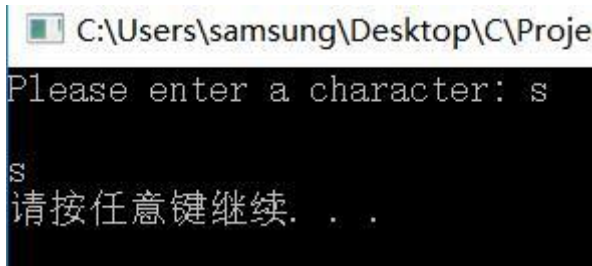 C:\Users\samsung\Desktop\C\Proje
Please enter a character: s
s
请按任意键继续. . .